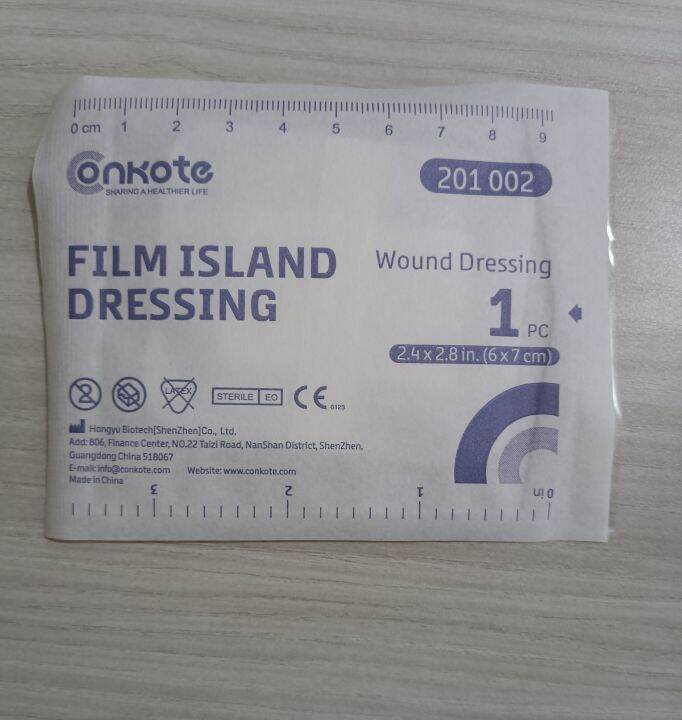 0 cm 1 2 3 4 5 6 7 8 9
Conkote
SHARING A HEALTHIER LIFE
201 002
FILM ISLAND
DRESSING
Wound Dressing
1 PC
2.4 x 2.8 in. (6 x 7 cm)
2
LATEX
STERILE EO
CE 0123
Hongyu Biotech[ShenZhen]Co., Ltd.
Add: 806, Finance Center, NO.22 Taizi Road, NanShan District, ShenZhen,
Guangdong China 518067
E-mail: info@conkote.com Website: www.conkote.com
Made in China
3 2 1 0 in